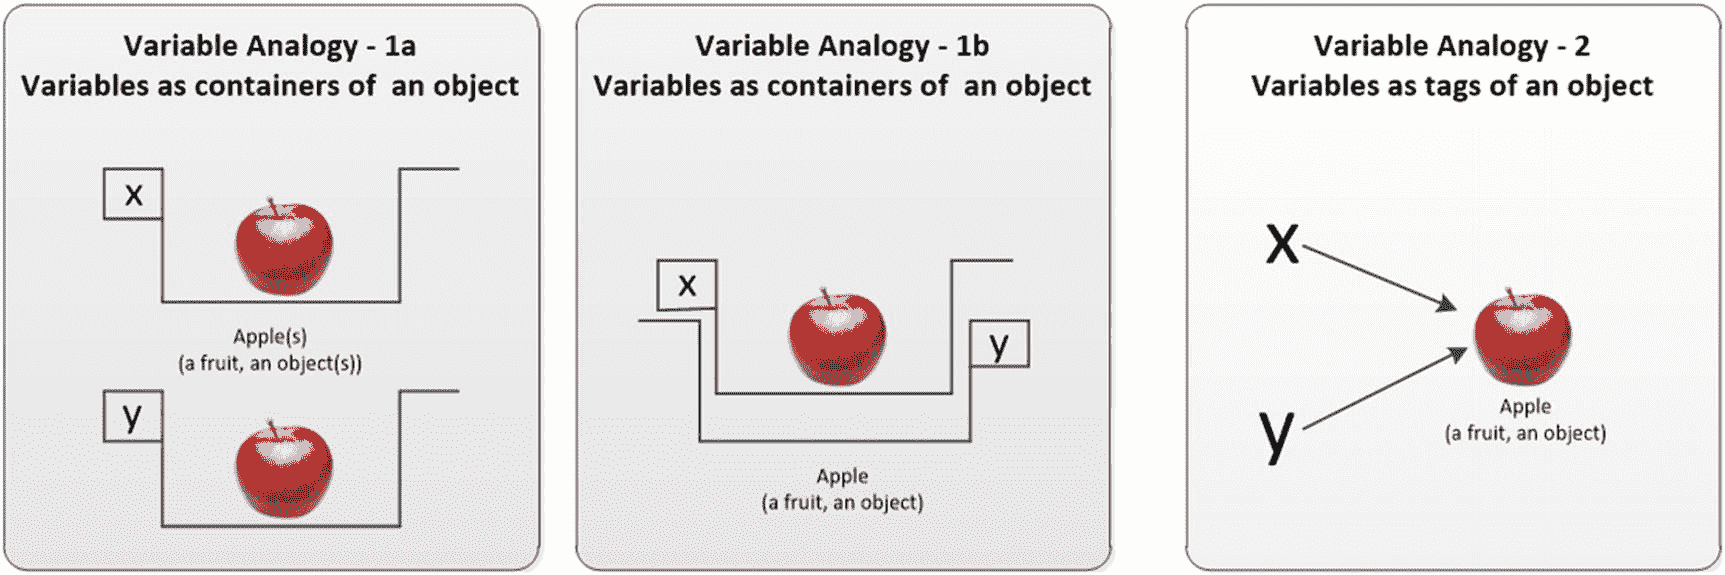 Variable Analogy - 1a
Variables as containers of an object
x
Apple(s)
(a fruit, an object(s))
y
Variable Analogy - 1b
Variables as containers of an object
x
y
Apple
(a fruit, an object)
Variable Analogy - 2
Variables as tags of an object
x
y
Apple
(a fruit, an object)